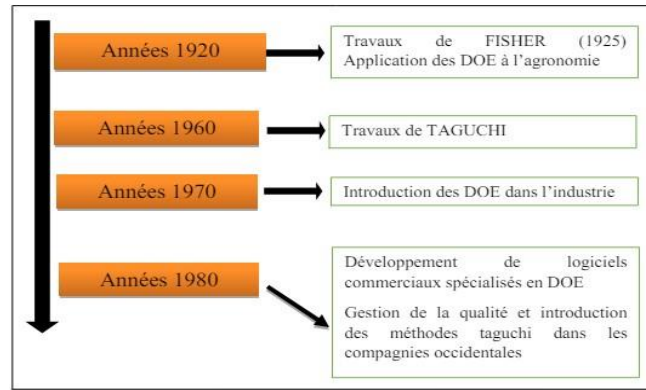 Années 1920
Travaux de FISHER (1925)
Application des DOE à l'agronomie
Années 1960
Travaux de TAGUCHI
Années 1970
Introduction des DOE dans l'industrie
Années 1980
Développement de logiciels
commerciaux spécialisés en DOE
Gestion de la qualité et introduction
des méthodes taguchi dans les
compagnies occidentales